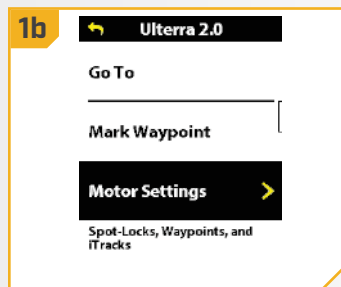 1b
Ulterra 2.0
Go To
Mark Waypoint
Motor Settings
Spot-Locks, Waypoints, and
iTracks